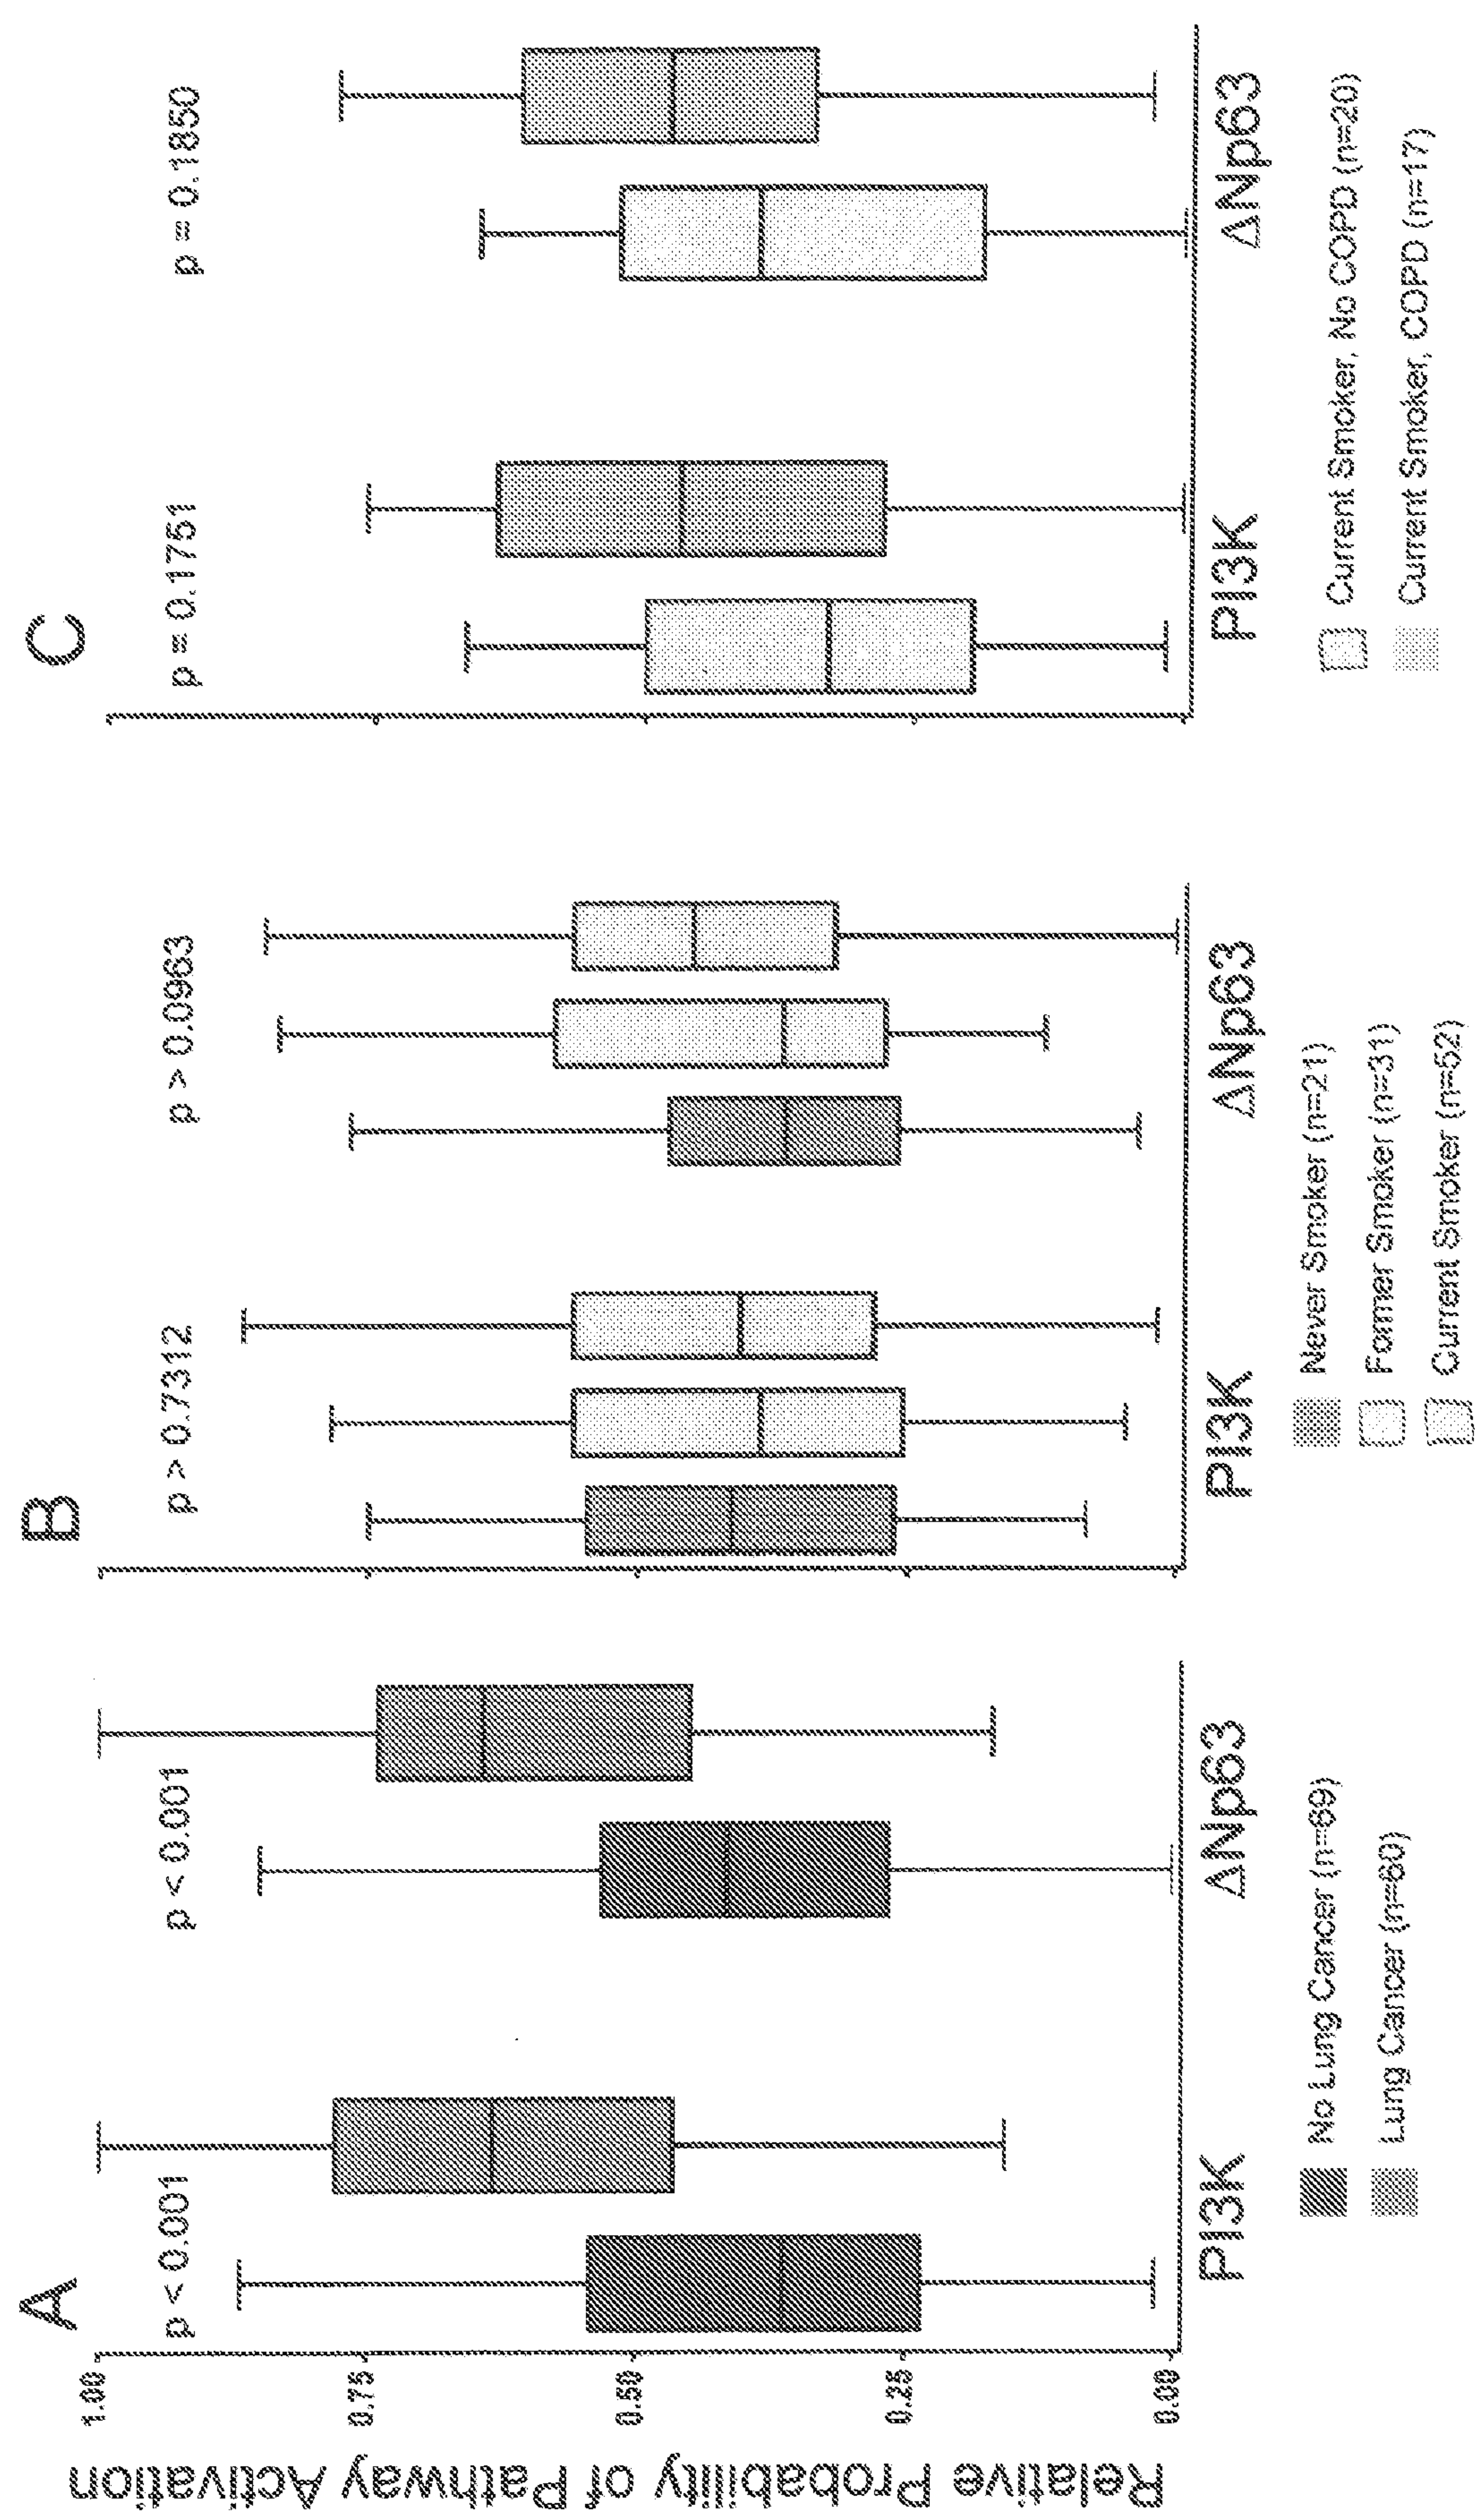 A
B
C
p < 0.001
p < 0.001
p > 0.7312
p > 0.0963
p = 0.1751
p = 0.1850
Relative Probability of Pathway Activation
1.00
0.75
0.50
0.25
0.00
PI3K
ΔNp63
PI3K
ΔNp63
PI3K
ΔNp63
No Lung Cancer (n=69)
Lung Cancer (n=60)
Never Smoker (n=21)
Former Smoker (n=31)
Current Smoker (n=52)
Current Smoker, No COPD (n=20)
Current Smoker, COPD (n=17)